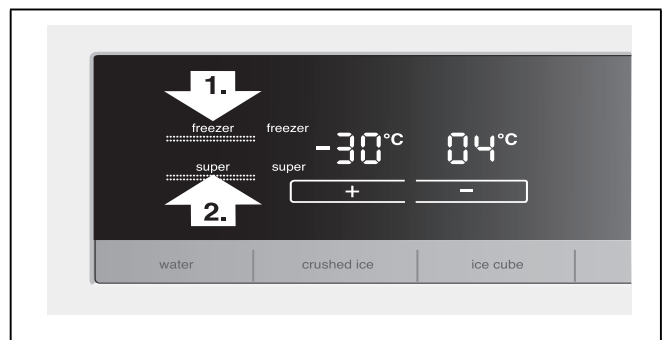 1.
freezer freezer -30°C 04°C
super super
+ -
2.
water crushed ice ice cube